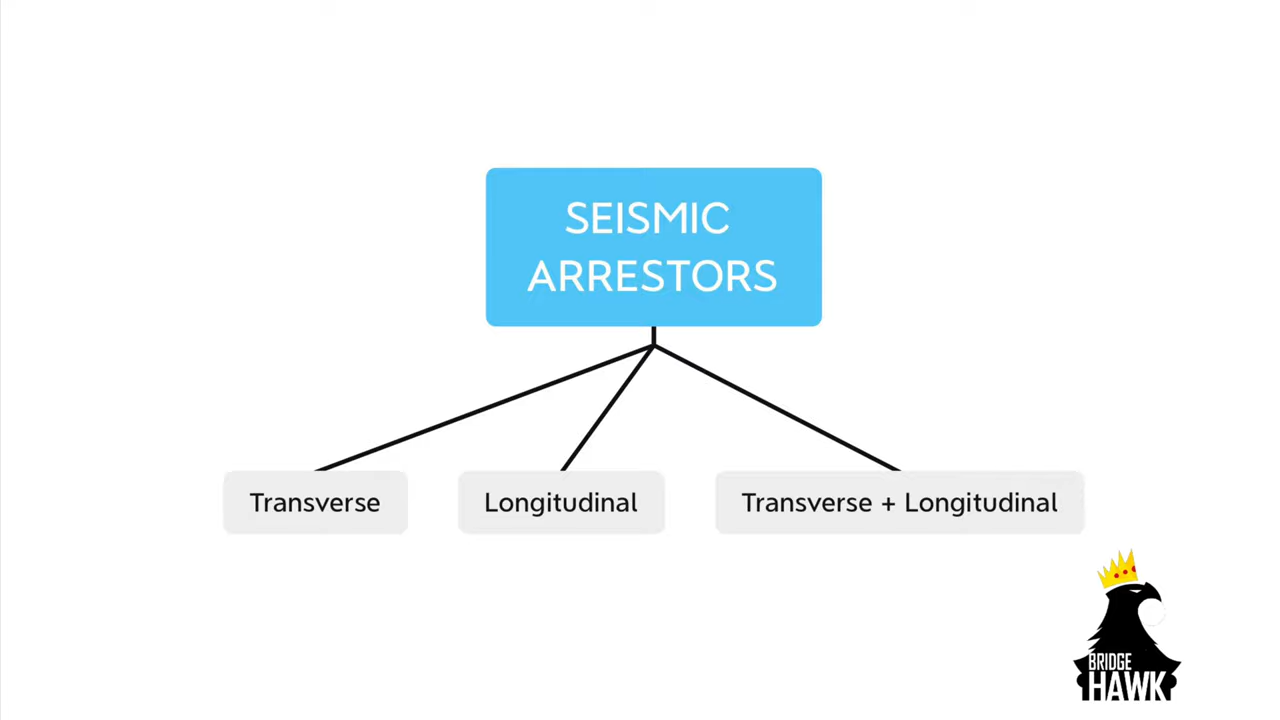 SEISMIC
ARRESTORS
Transverse
Longitudinal
Transverse + Longitudinal
BRIDGE
HAWK